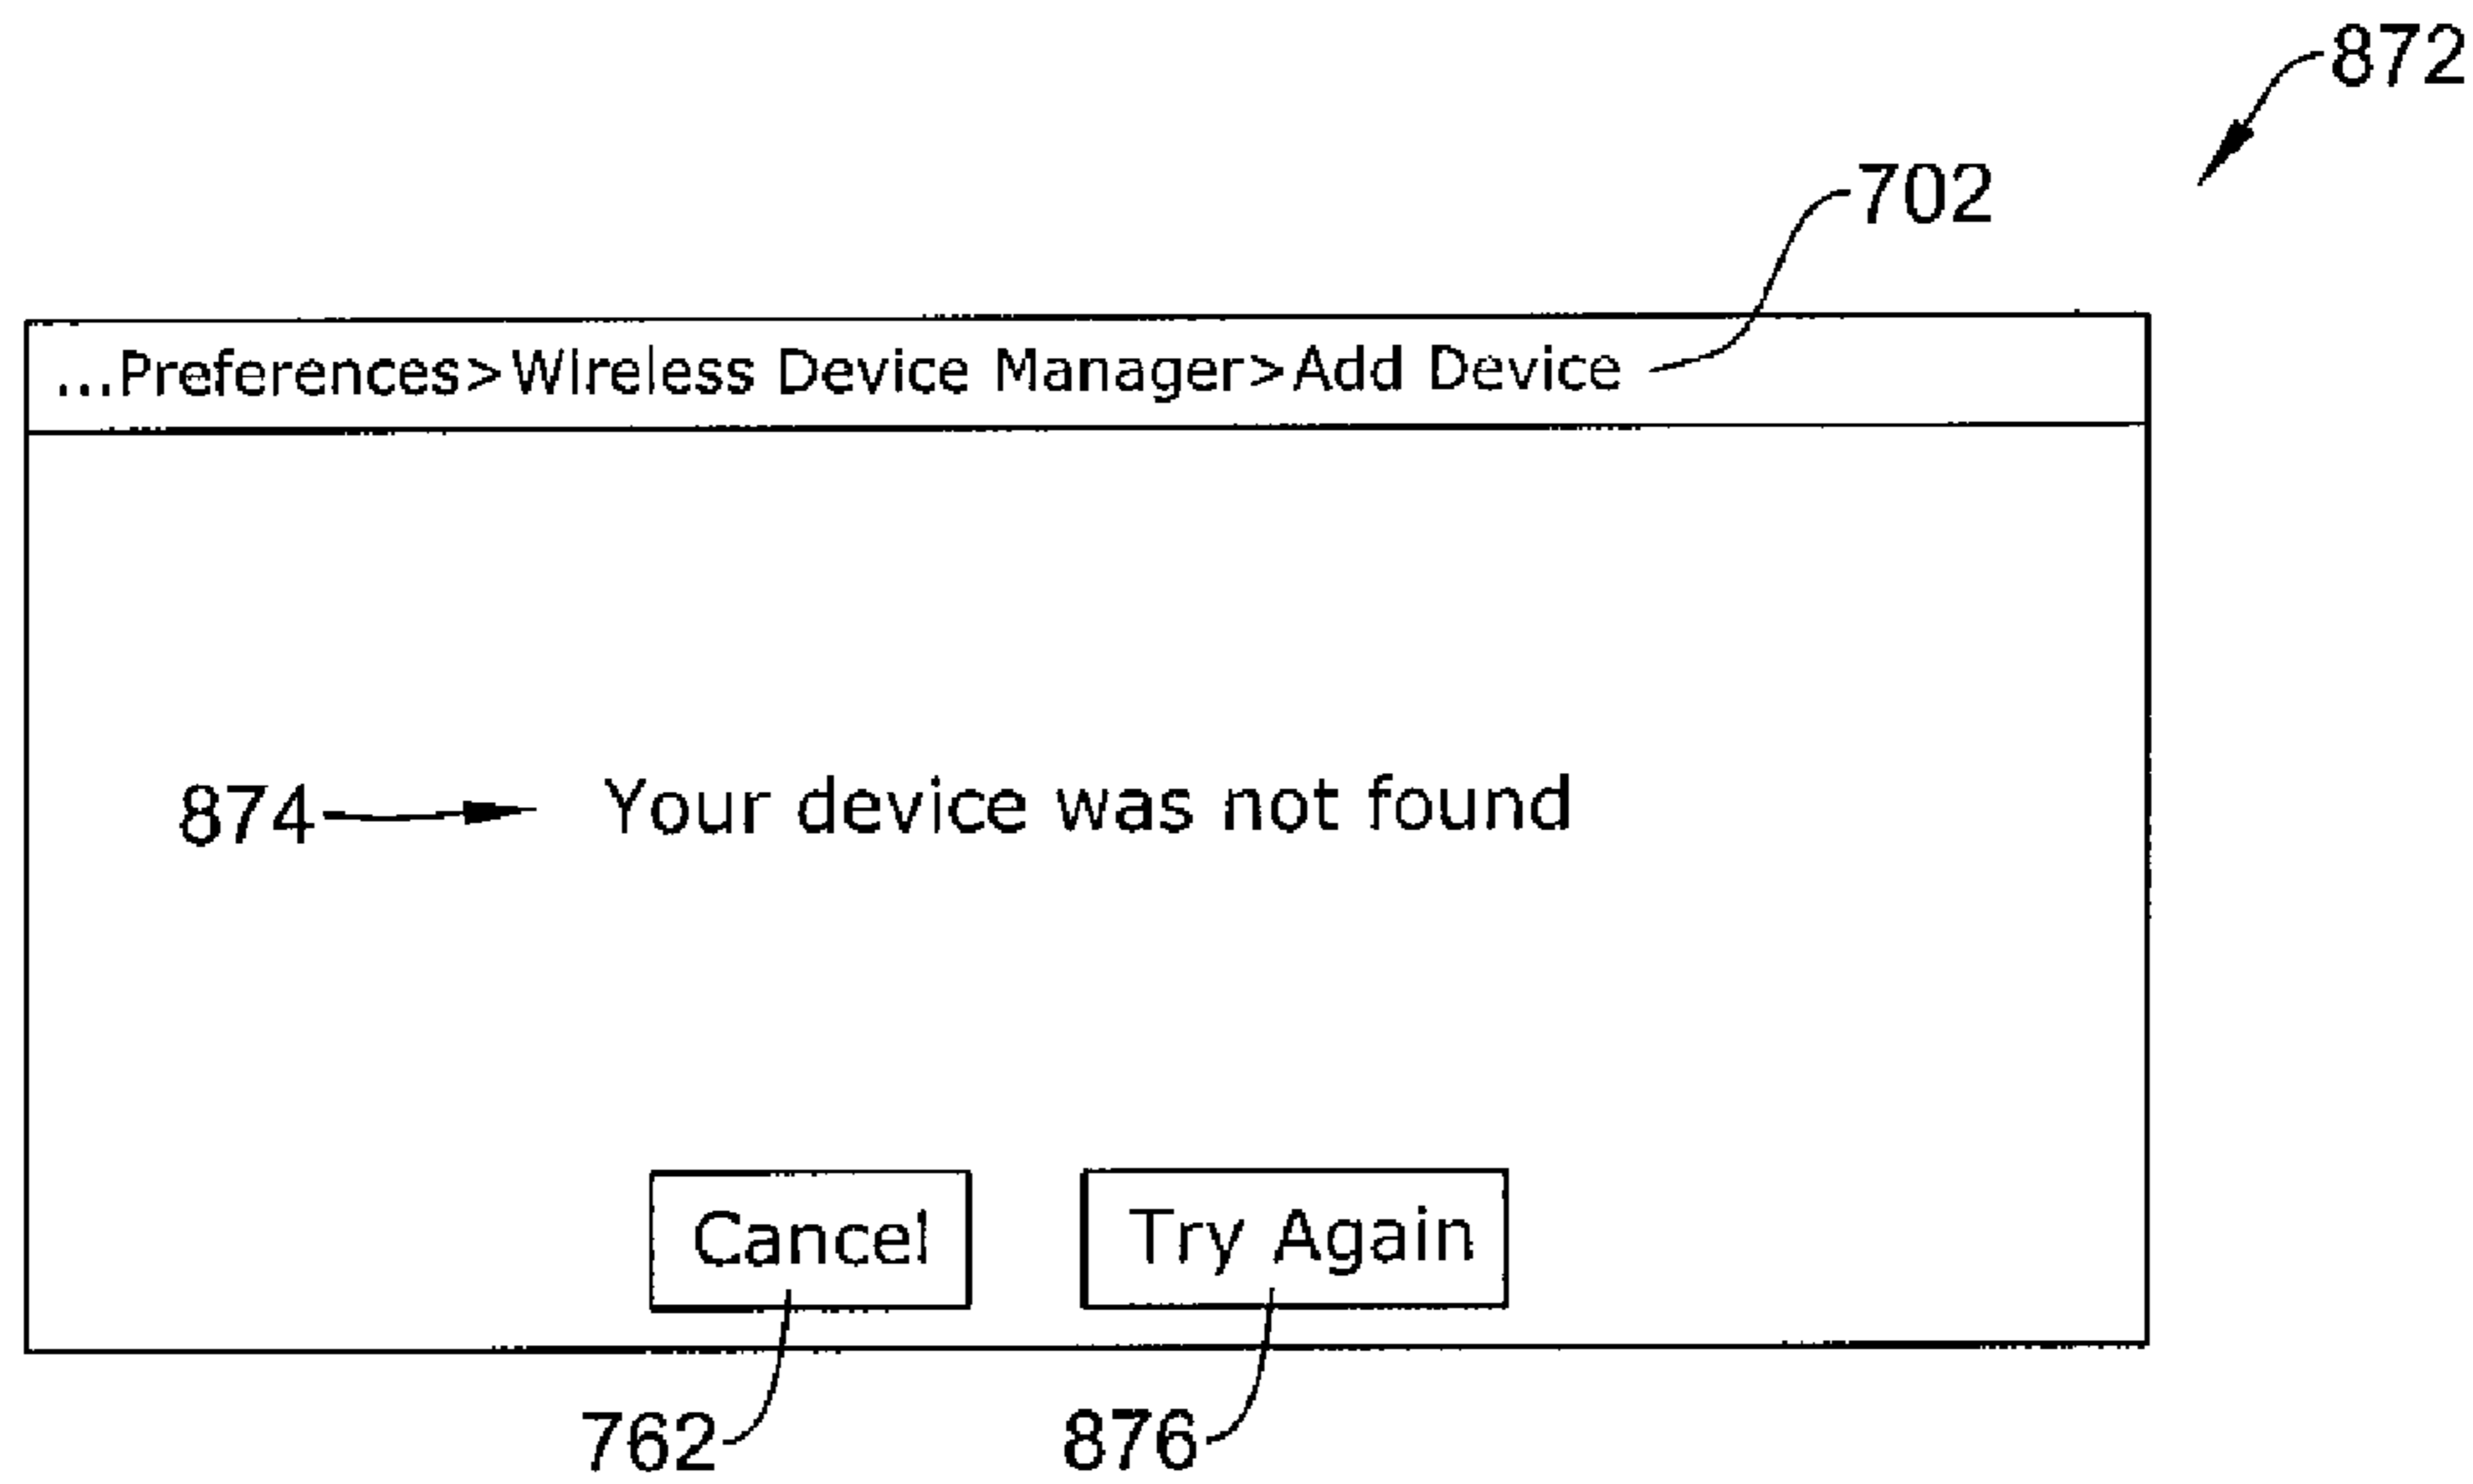 872
702
...Preferences>Wireless Device Manager>Add Device
874 Your device was not found
Cancel Try Again
762 876